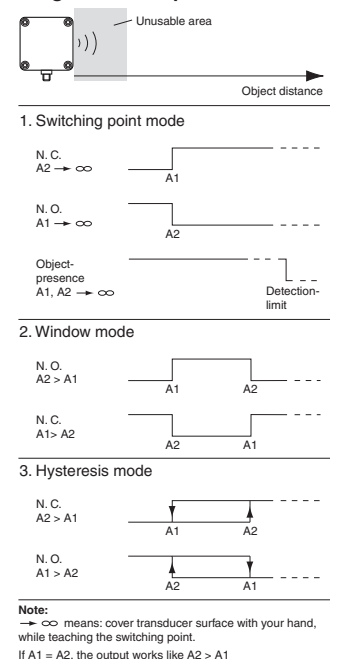 Unusable area
Object distance
1. Switching point mode
N. C.
A2 → ∞
A1
N. O.
A1 → ∞
A2
Object-
presence
A1, A2 → ∞
Detection-
limit
2. Window mode
N. O.
A2 > A1
A1 A2
N. C.
A1> A2
A2 A1
3. Hysteresis mode
N. C.
A2 > A1
A1 A2
N. O.
A1 > A2
A2 A1
Note:
→ ∞ means: cover transducer surface with your hand,
while teaching the switching point.
If A1 = A2, the output works like A2 > A1